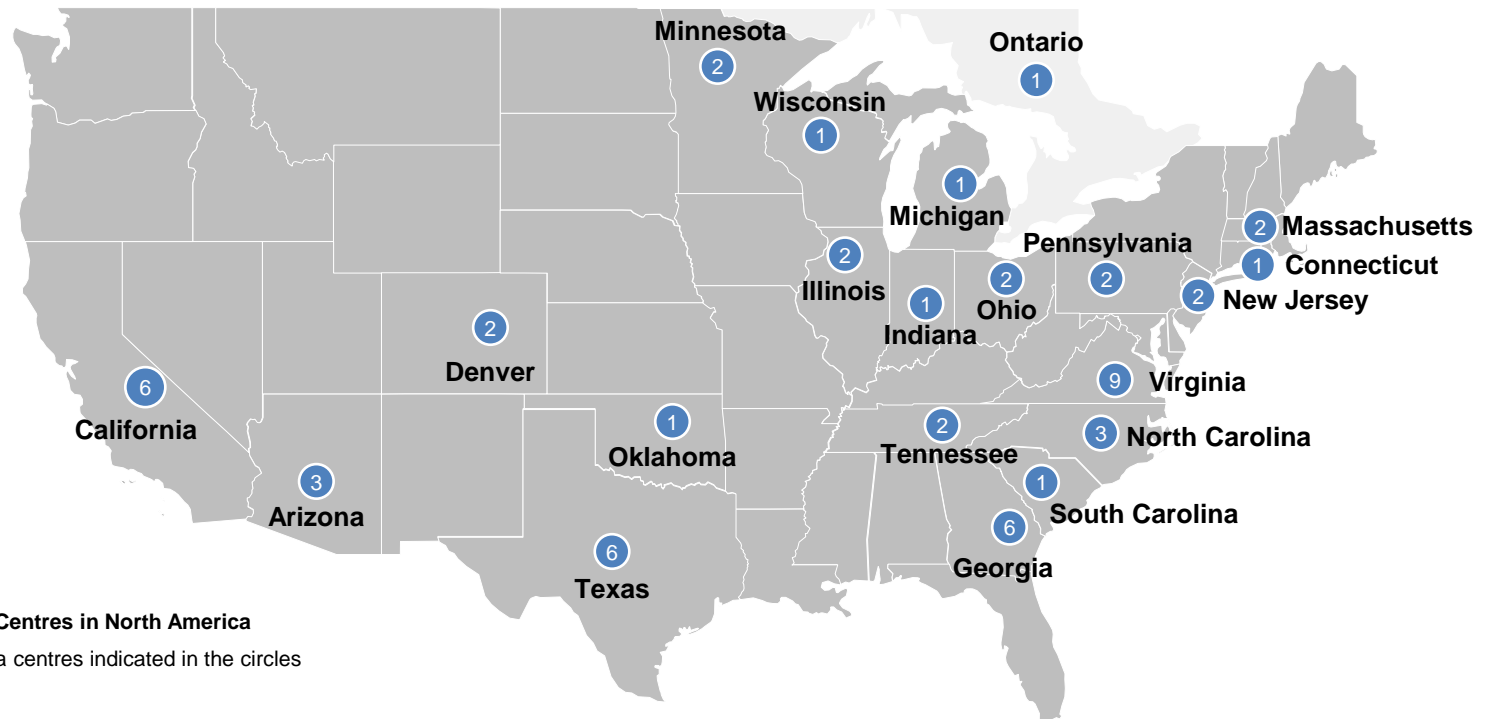 Minnesota
2
Ontario
1
Wisconsin
1
1
Michigan
2
Massachusetts
Pennsylvania
2
1
Connecticut
2
Illinois
2
Ohio
1
Indiana
2
New Jersey
2
Denver
9
Virginia
6
California
1
Oklahoma
2
Tennessee
3
North Carolina
3
Arizona
1
South Carolina
6
Georgia
6
Texas
Centres in North America
a centres indicated in the circles